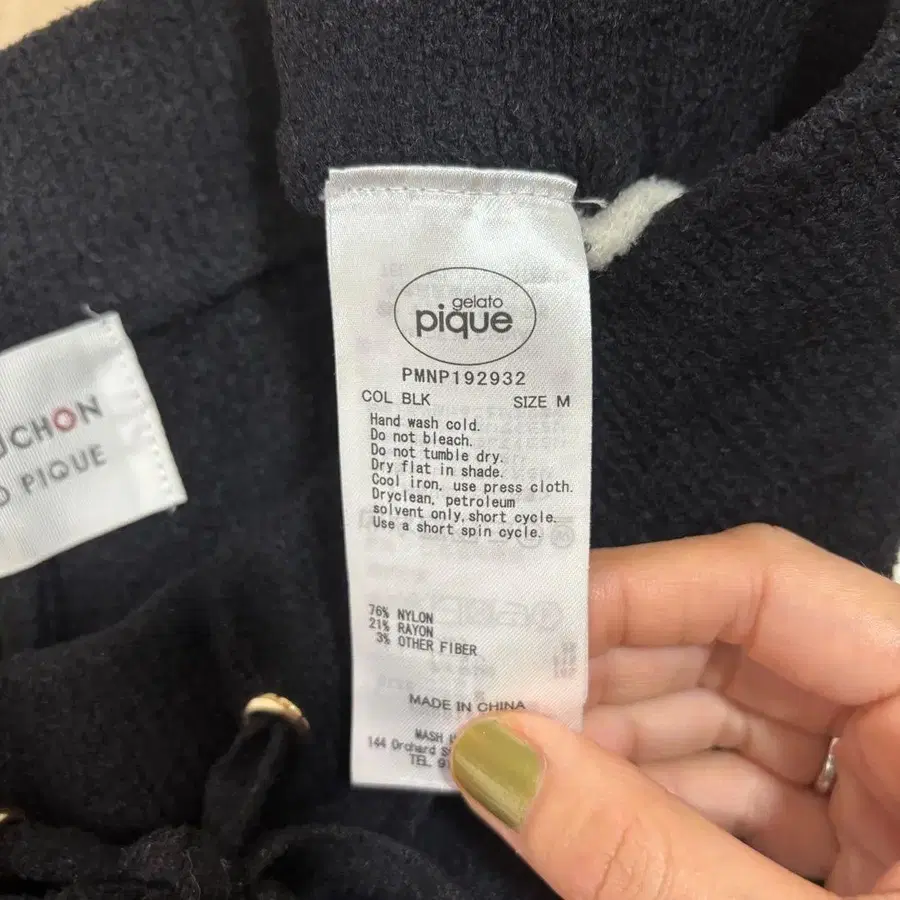 gelato
pique
PMNP192932
COL BLK SIZE M
Hand wash cold.
Do not bleach.
Do not tumble dry.
Dry flat in shade.
Cool iron, use press cloth.
Dryclean, petroleum
solvent only, short cycle.
Use a short spin cycle.
76% NYLON
21% RAYON
3% OTHER FIBER
MADE IN CHINA
MASH
144 Orchard
TEL
UCHON
O PIQUE